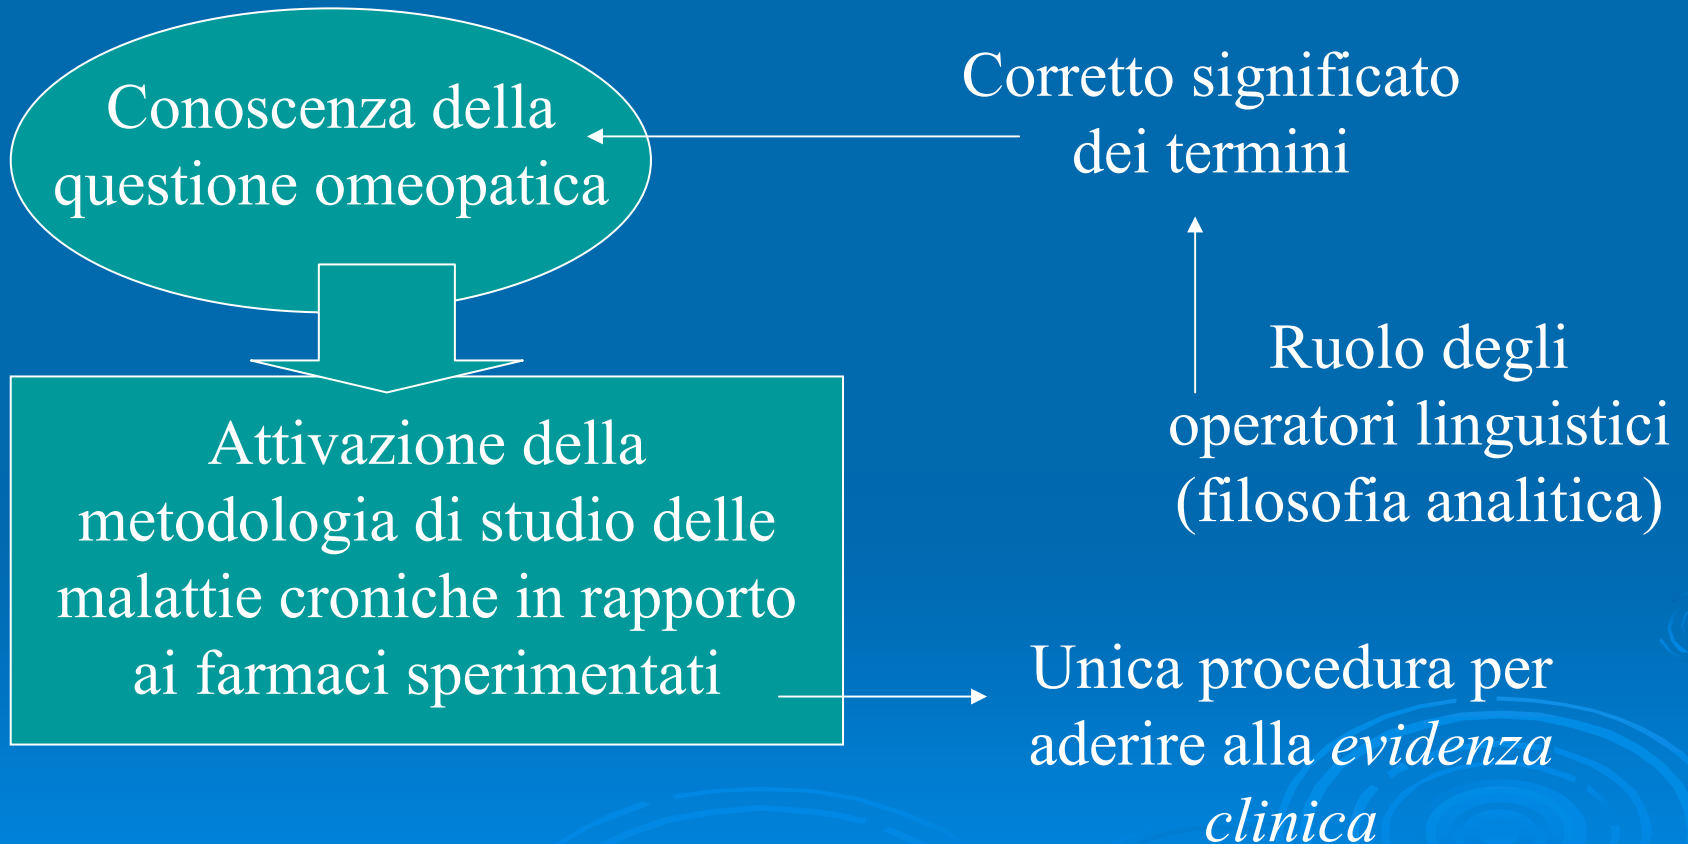 Conoscenza della
questione omeopatica
Corretto significato
dei termini
Ruolo degli
operatori linguistici
(filosofia analitica)
Attivazione della
metodologia di studio delle
malattie croniche in rapporto
ai farmaci sperimentati
Unica procedura per
aderire alla evidenza
clinica